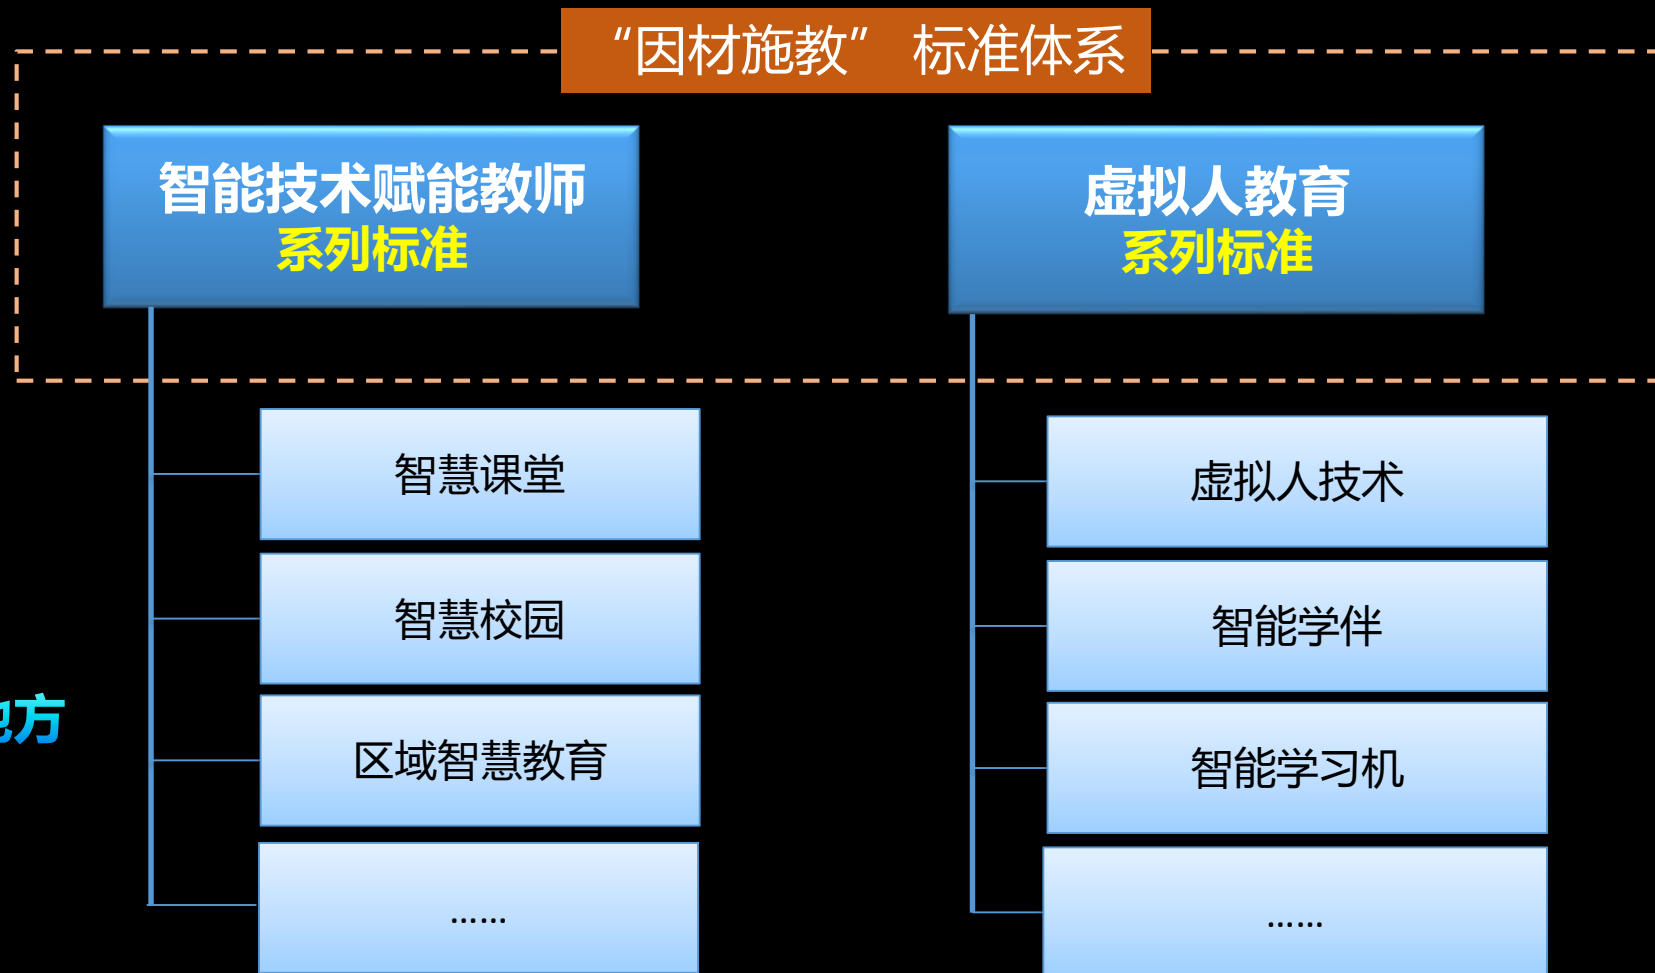 “因材施教” 标准体系
智能技术赋能教师
系列标准
智慧课堂
智慧校园
区域智慧教育
……
虚拟人教育
系列标准
虚拟人技术
智能学伴
智能学习机
……
地方